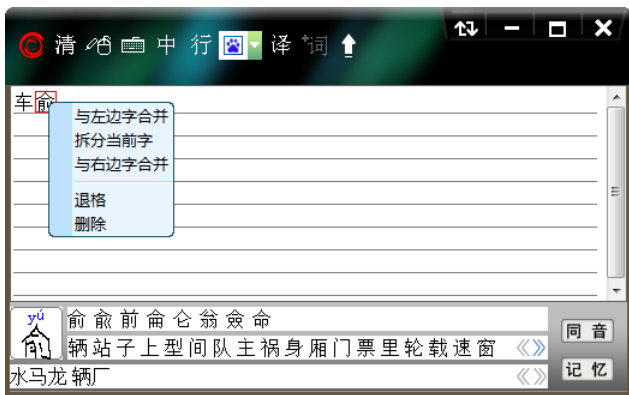 清 中 行 译 +词
车俞
与左边字合并
拆分当前字
与右边字合并
退格
删除
yú
俞 兪 前 龠 仑 翁 僉 命
辆 站 子 上 型 间 队 主 祸 身 厢 门 票 里 轮 载 速 窗
同音
水马龙 辆厂
记忆